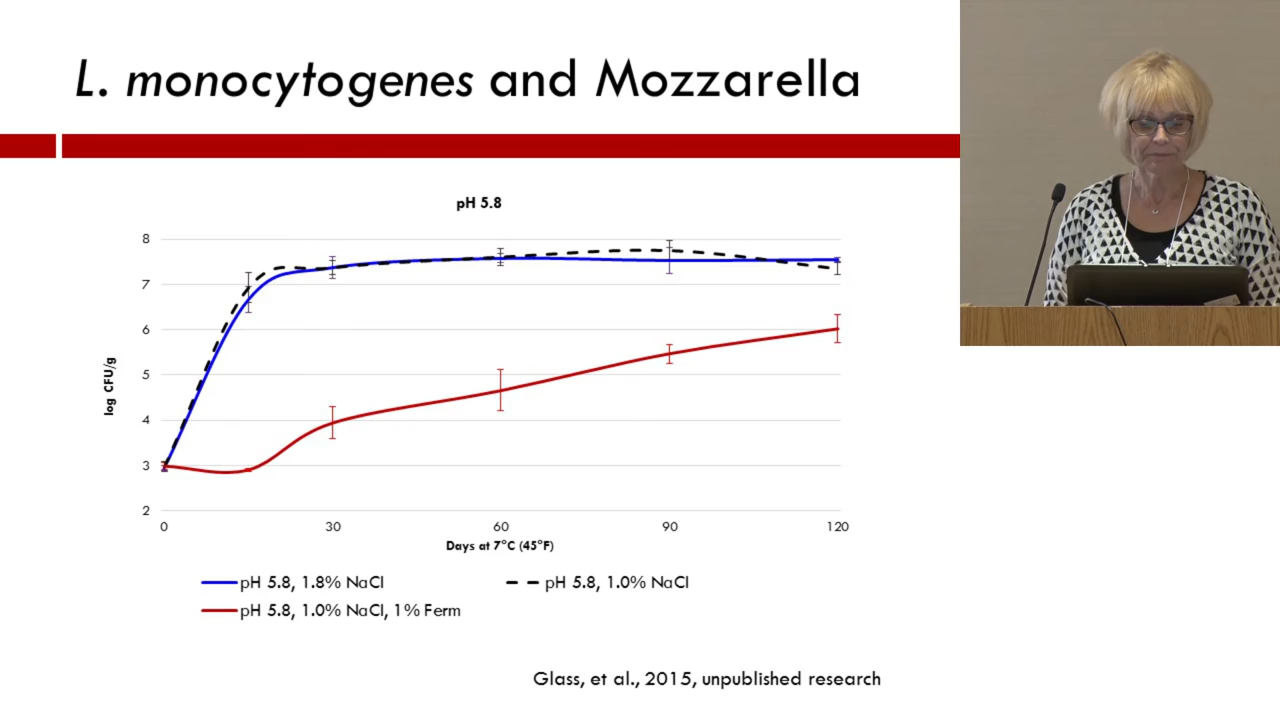 L. monocytogenes and Mozzarella
pH 5.8
8
7
6
5
4
3
2
log CFU/g
0 30 60 90 120
Days at 7°C (45°F)
pH 5.8, 1.8% NaCl
pH 5.8, 1.0% NaCl
pH 5.8, 1.0% NaCl, 1% Ferm
Glass, et al., 2015, unpublished research